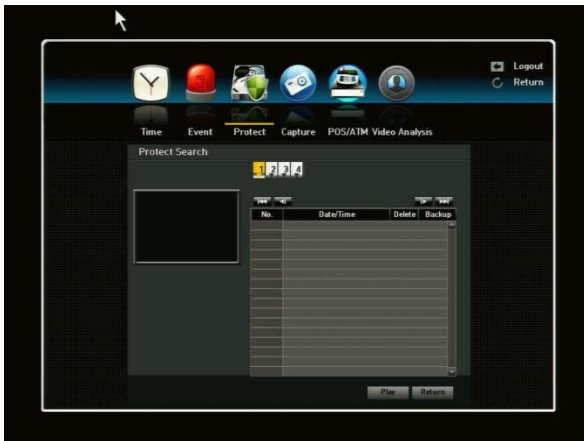 Logout
Return
Time Event Protect Capture POS/ATM Video Analysis
Protect Search
1 2 3 4
No. Date/Time Delete Backup
Play Return